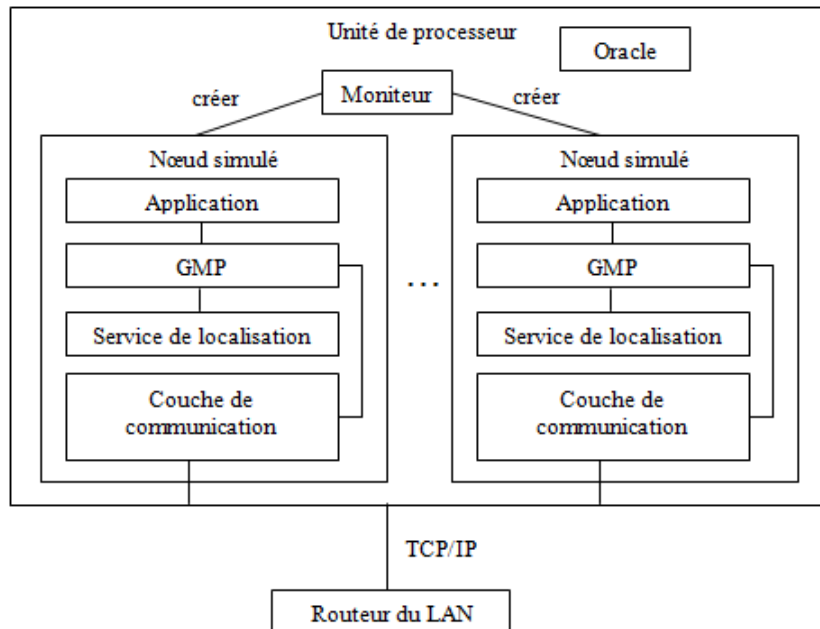 Unité de processeur
Oracle
Moniteur
créer
créer
Nœud simulé
Application
GMP
Service de localisation
Couche de
communication
...
Nœud simulé
Application
GMP
Service de localisation
Couche de
communication
TCP/IP
Routeur du LAN